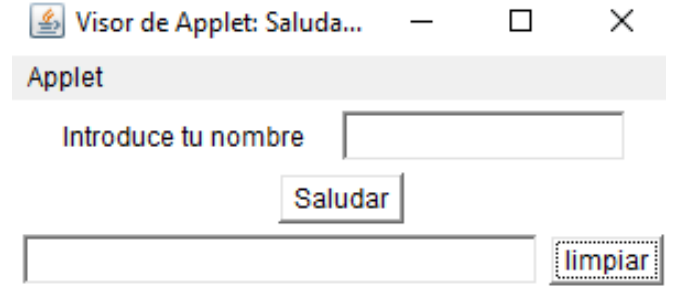 Visor de Applet: Saluda...
Applet
Introduce tu nombre
Saludar
limpiar